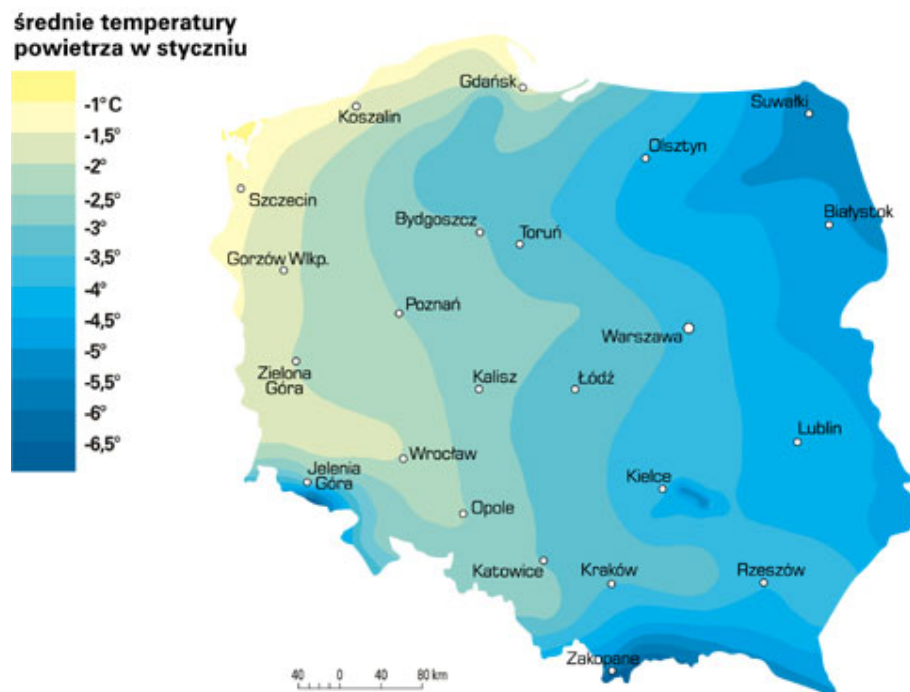 średnie temperatury
powietrza w styczniu
-1° C
-1,5°
-2°
-2,5°
-3°
-3,5°
-4°
-4,5°
-5°
-5,5°
-6°
-6,5°
Gdańsk
Koszalin
Suwałki
Olsztyn
Szczecin
Bydgoszcz
Toruń
Białystok
Gorzów Wlkp.
Poznań
Warszawa
Zielona
Góra
Kalisz
Łódź
Lublin
Wrocław
Jelenia
Góra
Kielce
Opole
Katowice
Kraków
Rzeszów
Zakopane
40 0 40 80 km